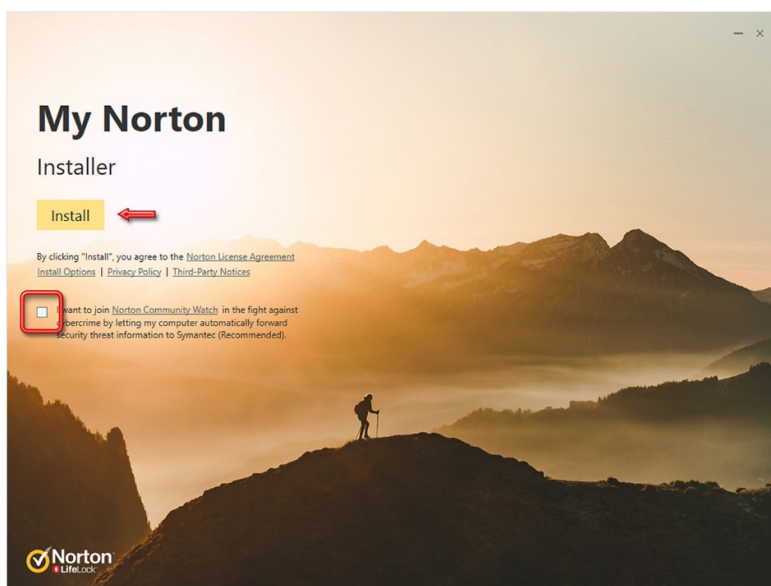 My Norton
Installer
Install
By clicking "Install", you agree to the Norton License Agreement
Install Options | Privacy Policy | Third-Party Notices
I want to join Norton Community Watch in the fight against
cybercrime by letting my computer automatically forward
security threat information to Symantec (Recommended).
Norton
LifeLock